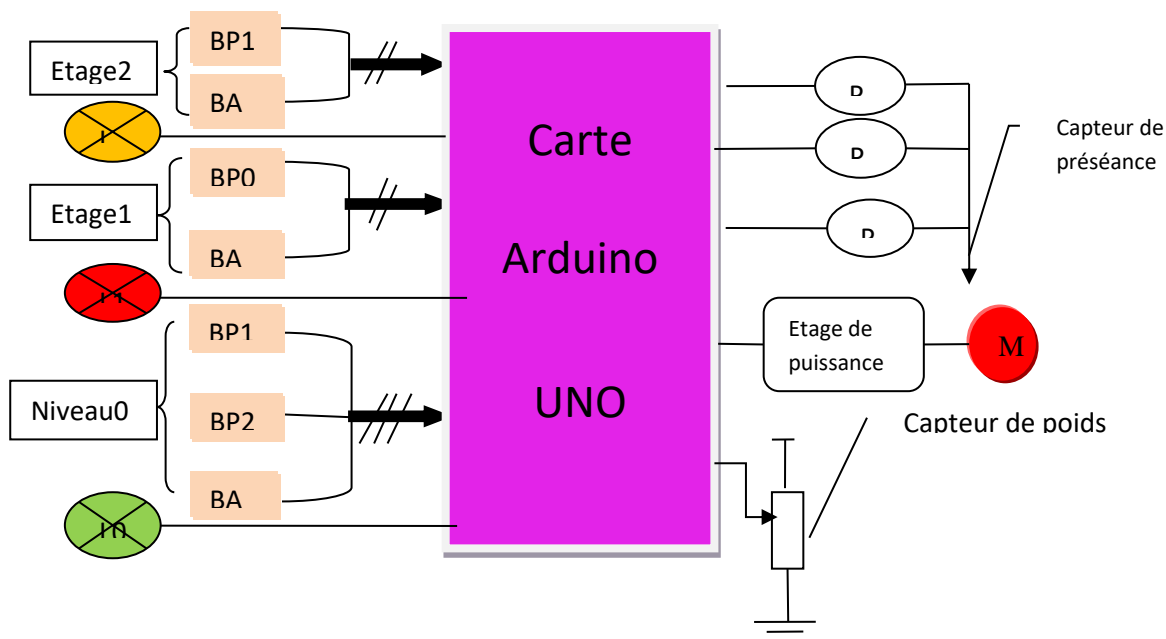 Etage2
BP1
BA
Etage1
BP0
BA
Niveau0
BP1
BP2
BA
Carte
Arduino
UNO
D
D
D
Capteur de
préséance
Etage de
puissance
M
Capteur de poids